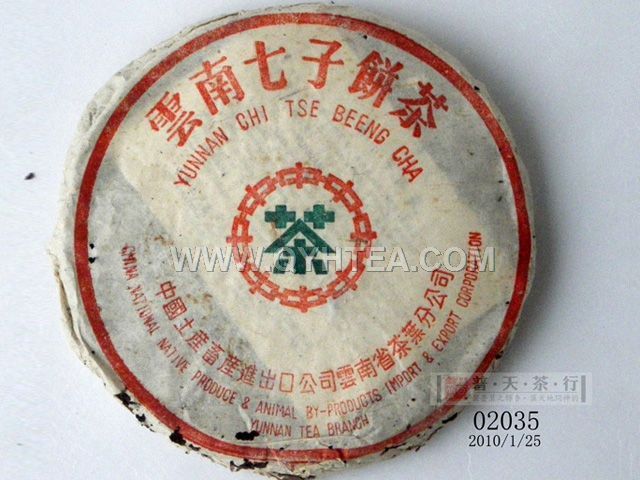 雲南七子餅茶
YUNNAN CHI TSE BEENG CHA
茶
WWW.QYHTEA.COM
中國土產畜產進出口公司雲南省茶葉分公司
CHINA NATIONAL NATIVE PRODUCE & ANIMAL BY-PRODUCTS IMPORT & EXPORT CORPORATION
YUNNAN TEA BRANCH
普·天·茶·行
02035
2010/1/25